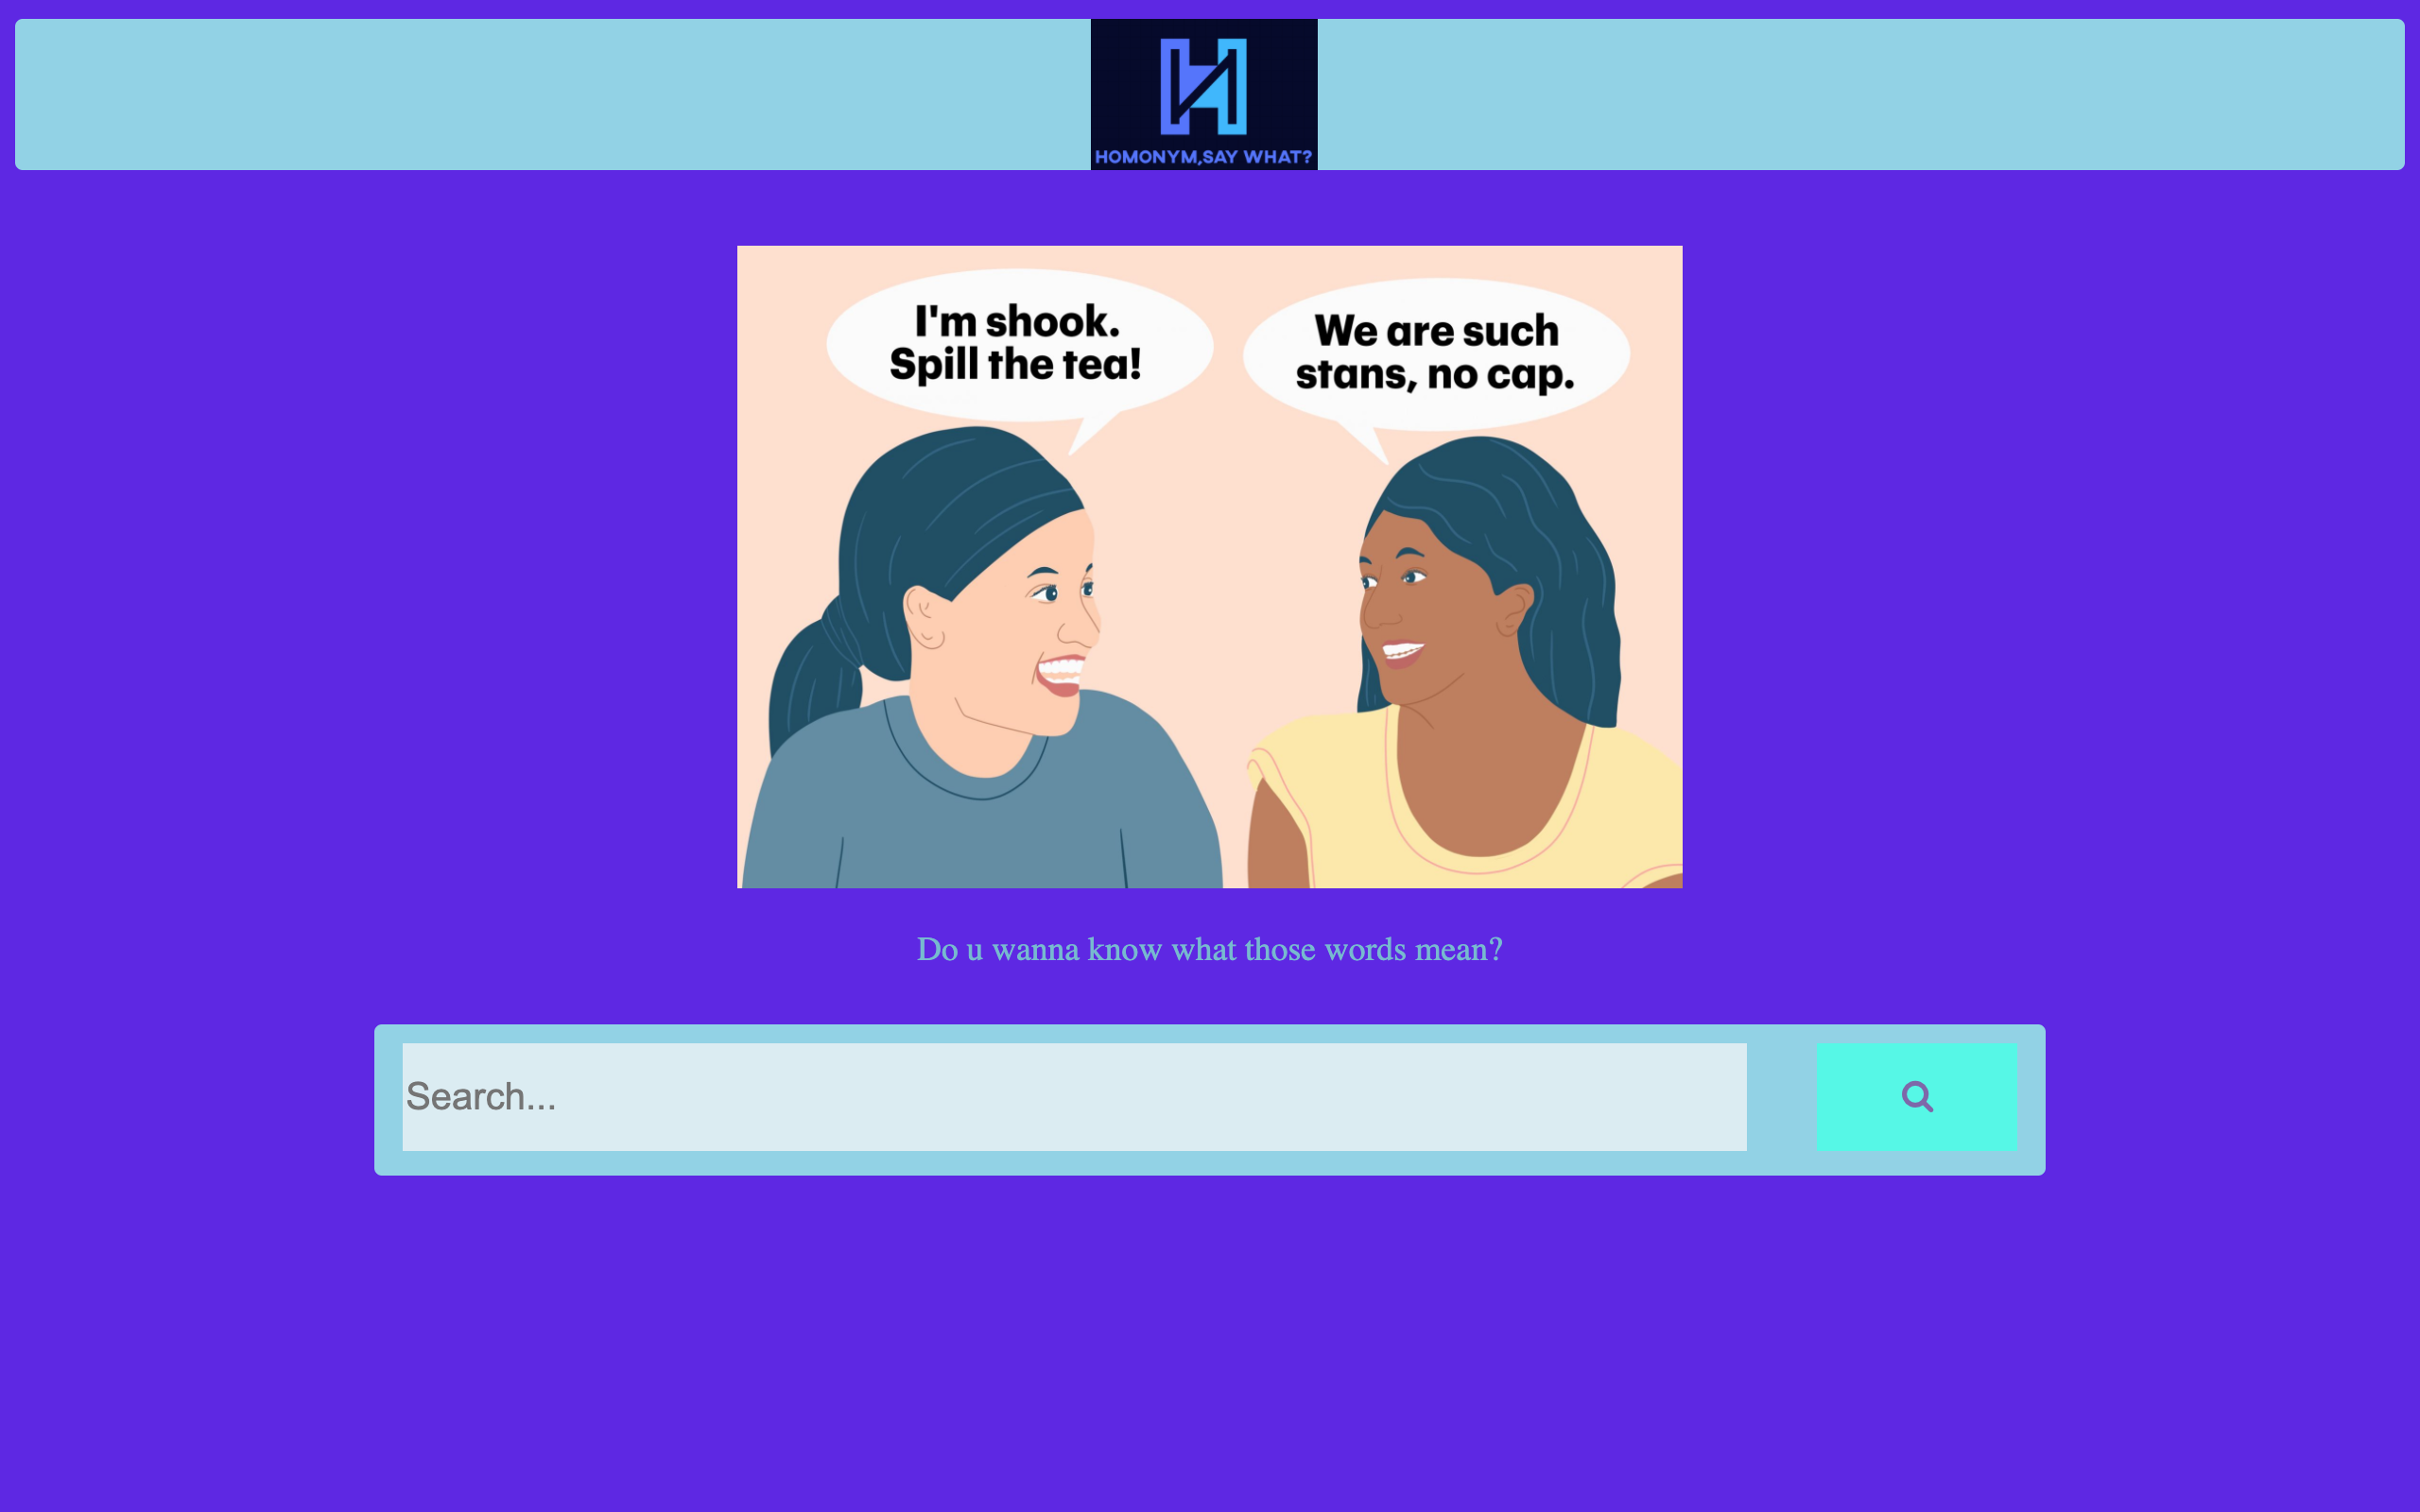 HOMONYM,SAY WHAT?
I'm shook.
Spill the tea!
We are such
stans, no cap.
Do u wanna know what those words mean?
Search...